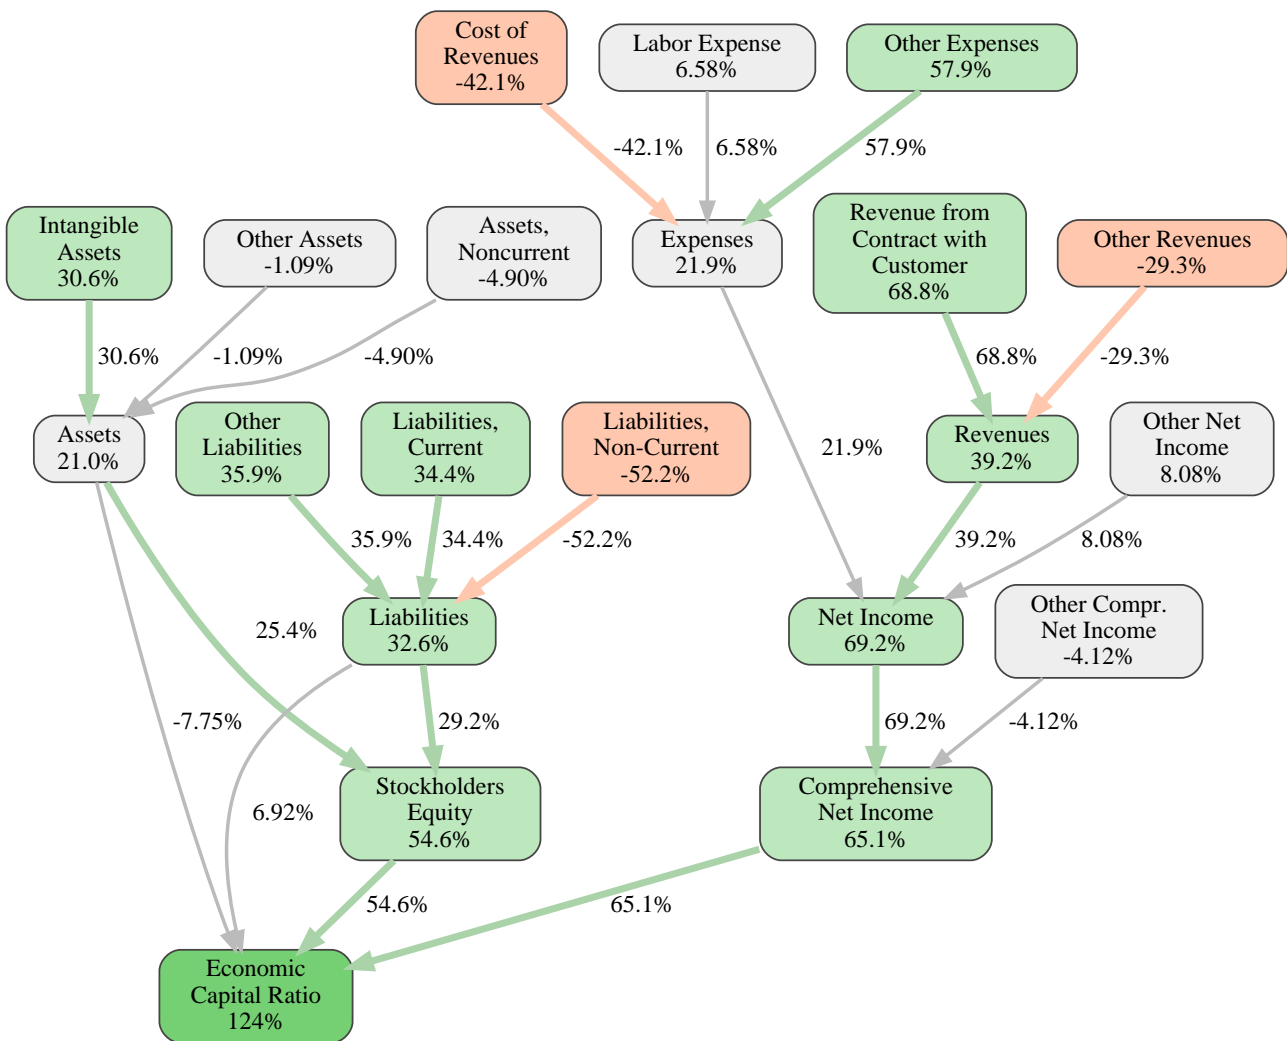 Cost of
Revenues
-42.1%
Labor Expense
6.58%
Other Expenses
57.9%
-42.1%
6.58%
57.9%
Intangible
Assets
30.6%
Other Assets
-1.09%
Assets,
Noncurrent
-4.90%
Expenses
21.9%
Revenue from
Contract with
Customer
68.8%
Other Revenues
-29.3%
30.6%
-1.09%
-4.90%
68.8%
-29.3%
Assets
21.0%
Other
Liabilities
35.9%
Liabilities,
Current
34.4%
Liabilities,
Non-Current
-52.2%
21.9%
Revenues
39.2%
Other Net
Income
8.08%
35.9%
34.4%
-52.2%
39.2%
8.08%
25.4%
Liabilities
32.6%
Net Income
69.2%
Other Compr.
Net Income
-4.12%
-7.75%
29.2%
69.2%
-4.12%
6.92%
Stockholders
Equity
54.6%
Comprehensive
Net Income
65.1%
54.6%
65.1%
Economic
Capital Ratio
124%